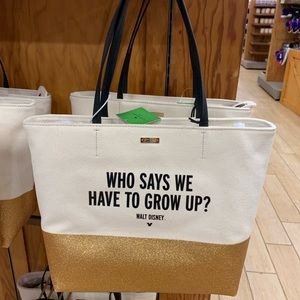 WHO SAYS WE
HAVE TO GROW UP?
WALT DISNEY.